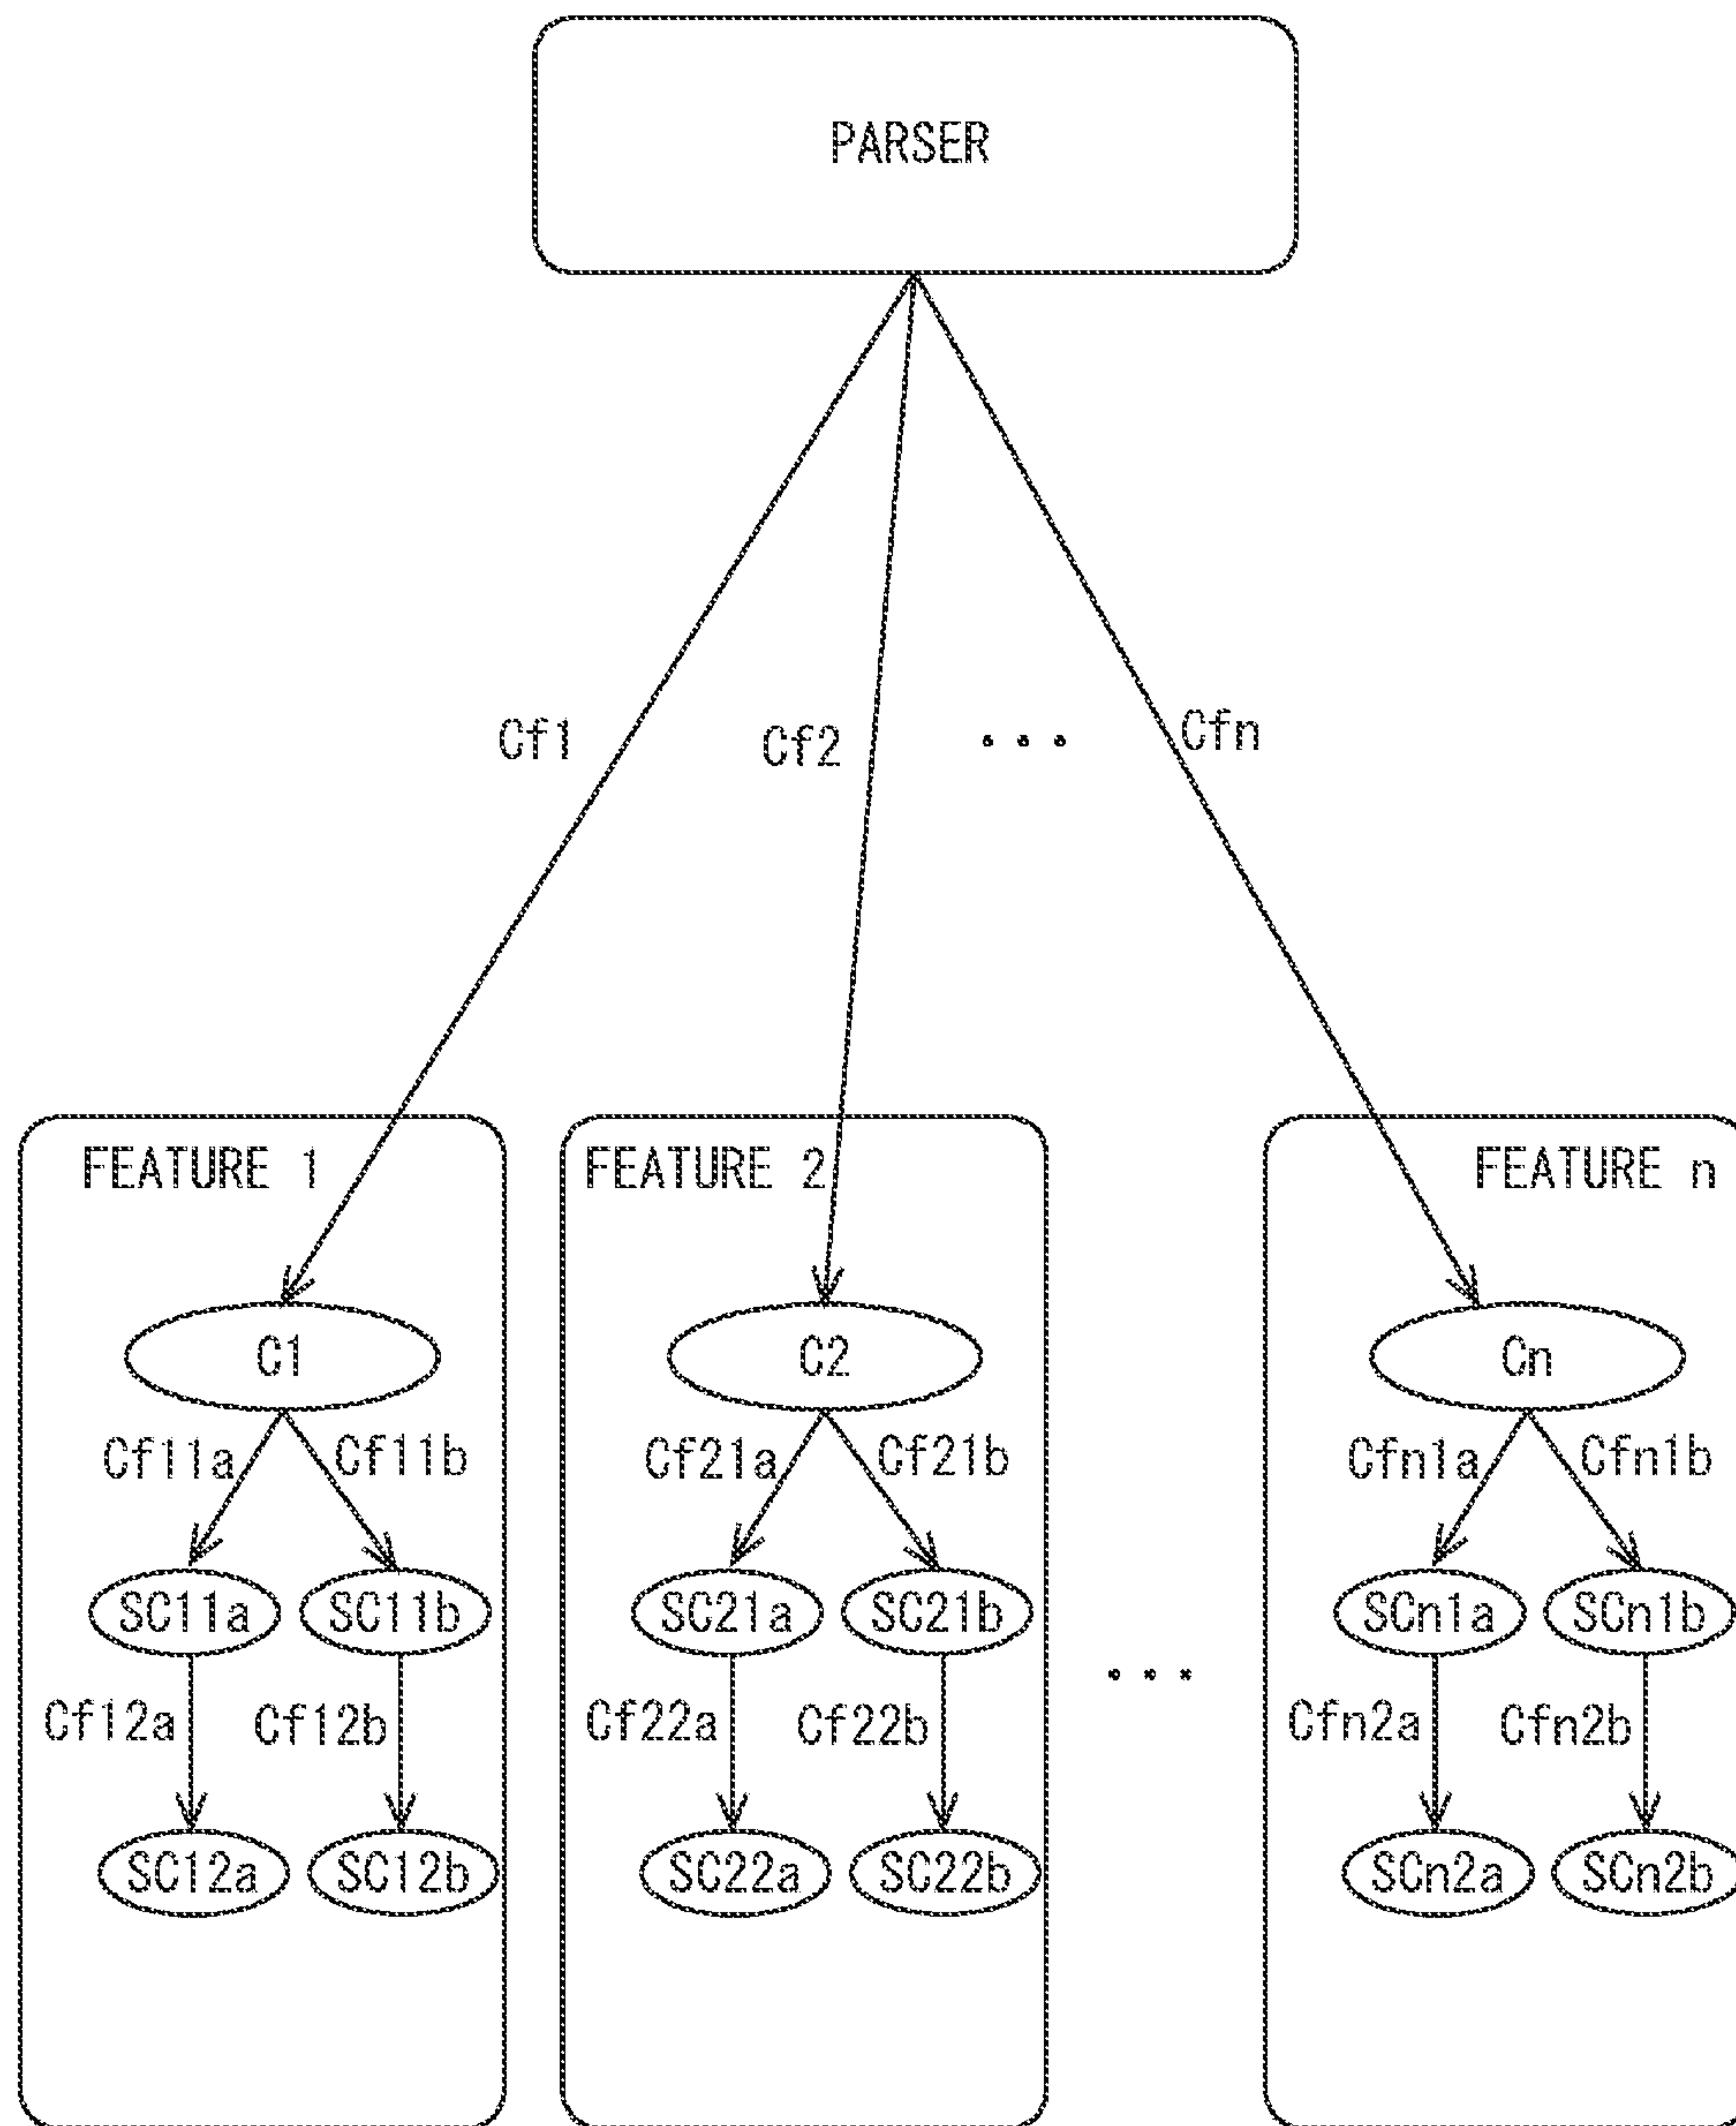 PARSER
Cf1 Cf2 ... Cfn
FEATURE 1 FEATURE 2 FEATURE n
C1 C2 Cn
Cf11a Cf11b Cf21a Cf21b Cfn1a Cfn1b
SC11a SC11b SC21a SC21b SCn1a SCn1b
...
Cf12a Cf12b Cf22a Cf22b Cfn2a Cfn2b
SC12a SC12b SC22a SC22b SCn2a SCn2b